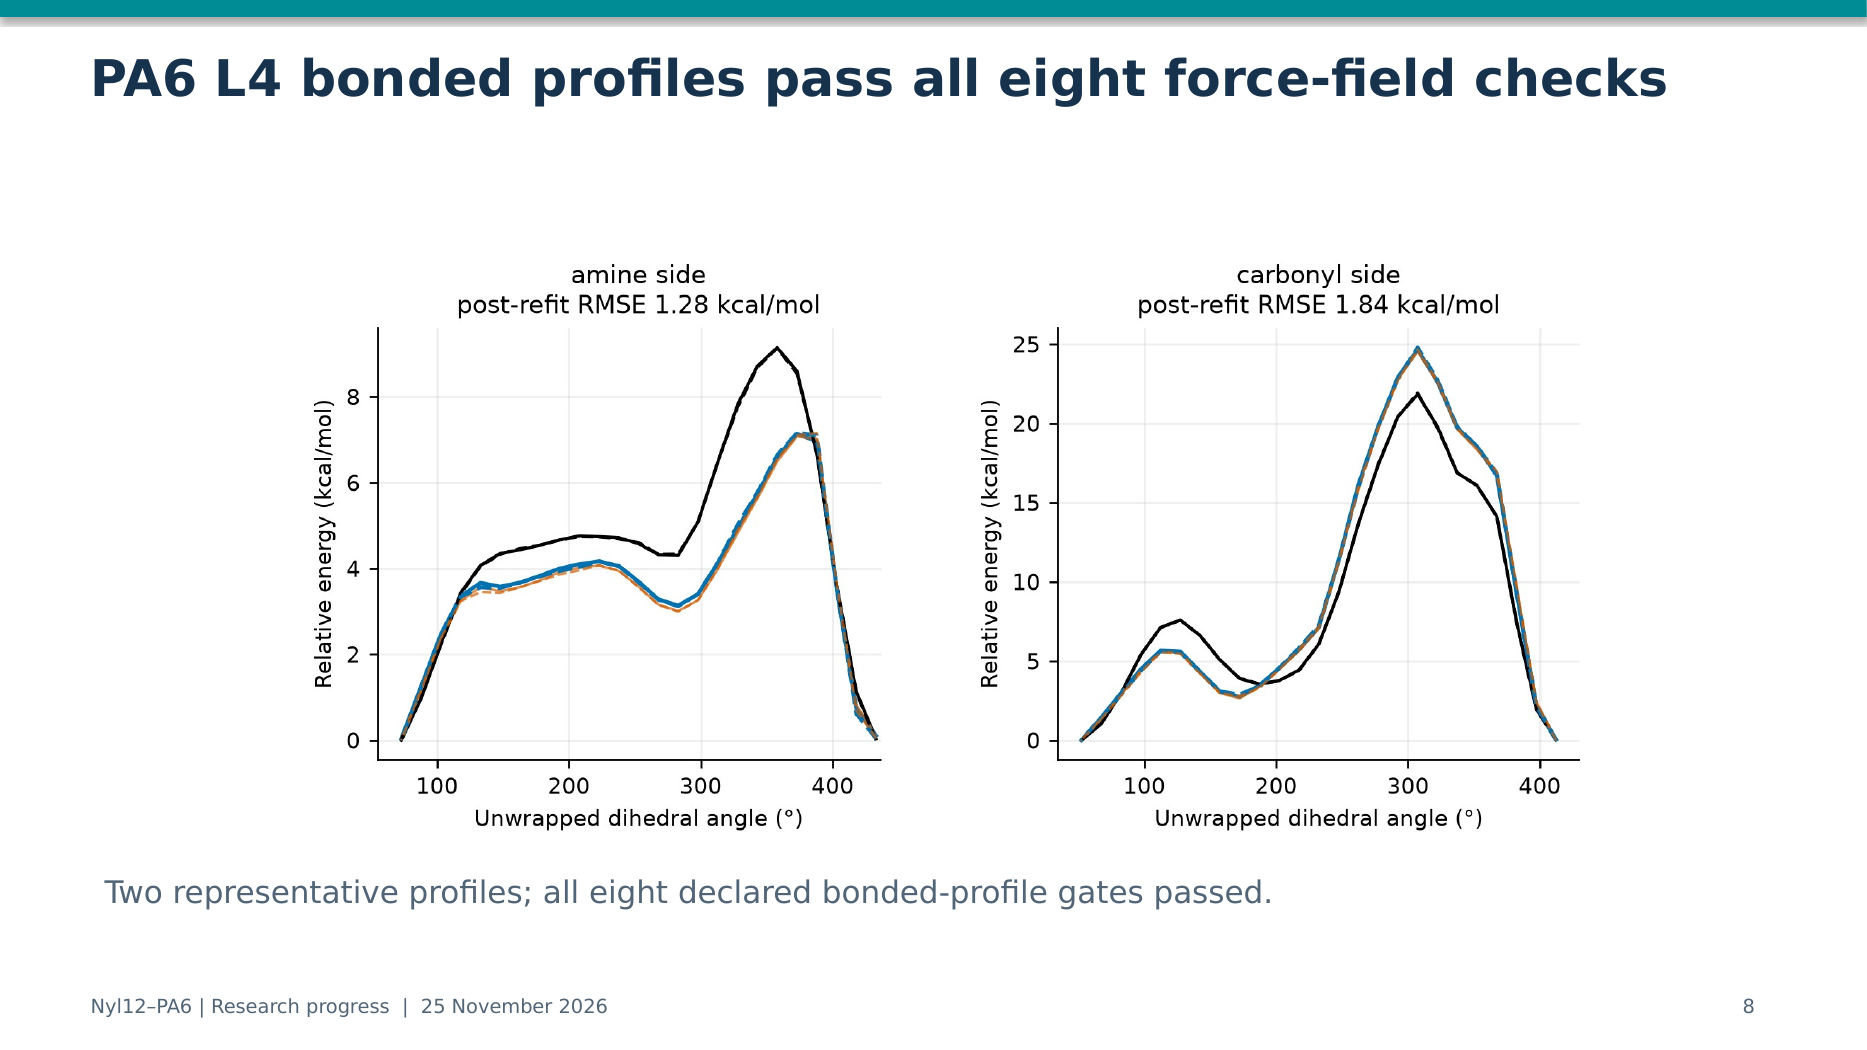 PA6 L4 bonded profiles pass all eight force-field checks
amine side
post-refit RMSE 1.28 kcal/mol
Relative energy (kcal/mol)
8
6
4
2
0
100 200 300 400
Unwrapped dihedral angle (°)
carbonyl side
post-refit RMSE 1.84 kcal/mol
Relative energy (kcal/mol)
25
20
15
10
5
0
100 200 300 400
Unwrapped dihedral angle (°)
Two representative profiles; all eight declared bonded-profile gates passed.
Nyl12–PA6 | Research progress | 25 November 2026
8